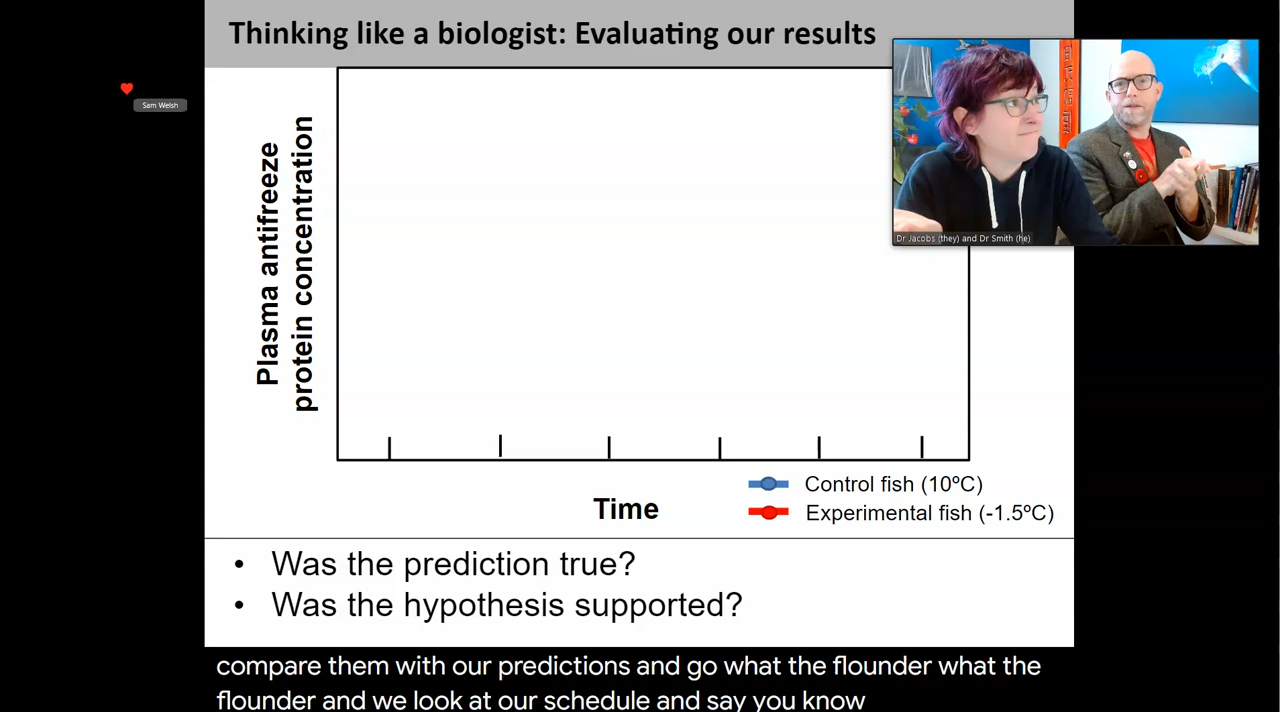 Thinking like a biologist: Evaluating our results
Sam Welsh
Plasma antifreeze
protein concentration
Dr Jacobs (they) and Dr Smith (he)
Time
Control fish (10ºC)
Experimental fish (-1.5ºC)
• Was the prediction true?
• Was the hypothesis supported?
compare them with our predictions and go what the flounder what the
flounder and we look at our schedule and say you know